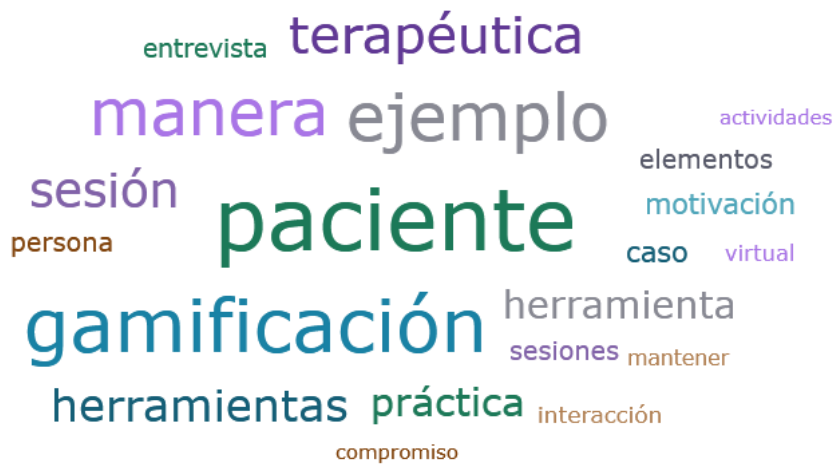 entrevista terapéutica
manera ejemplo actividades
elementos
sesión motivación
persona paciente caso virtual
gamificación herramienta
sesiones mantener
herramientas práctica interacción
compromiso